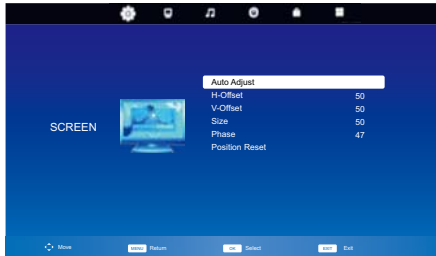 SCREEN
Auto Adjust
H-Offset 50
V-Offset 50
Size 50
Phase 47
Position Reset
Move MENU Return OK Select EXIT Exit